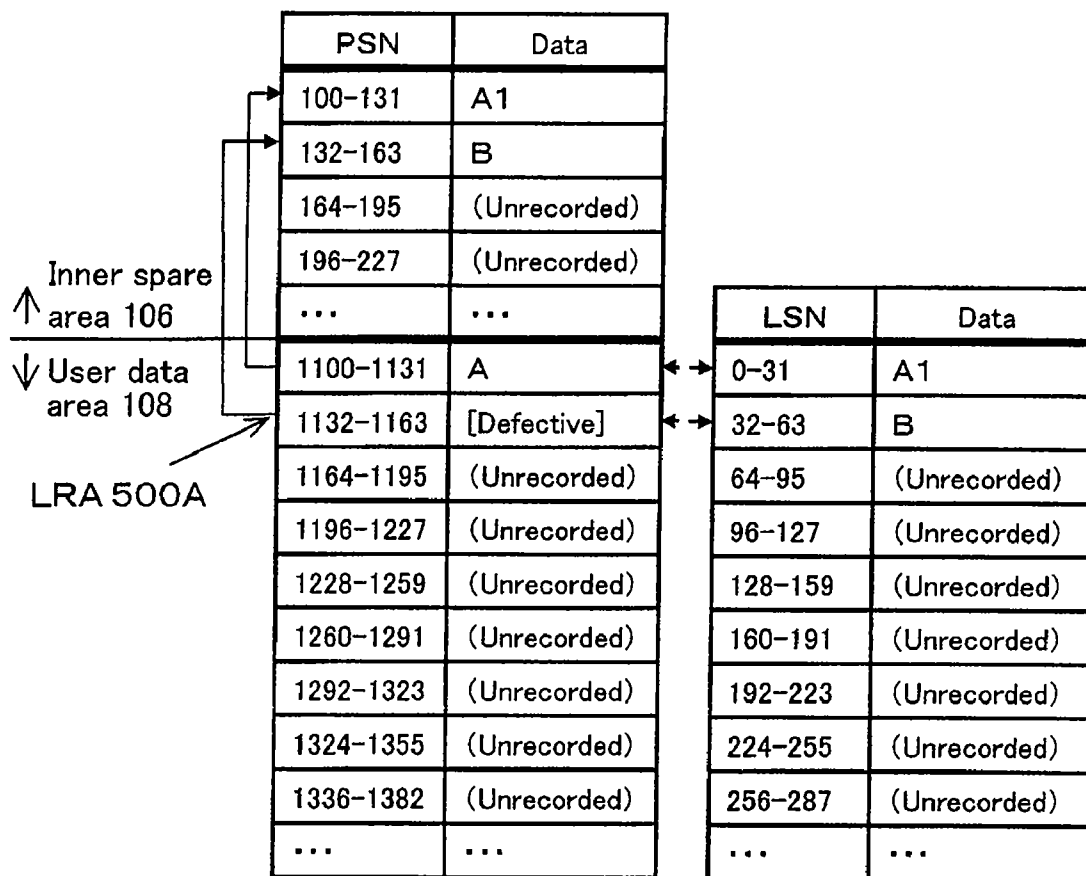 PSN Data
100-131 A1
132-163 B
164-195 (Unrecorded)
196-227 (Unrecorded)
... ...
Inner spare
area 106
User data
area 108
LRA 500A
1100-1131 A
1132-1163 [Defective]
1164-1195 (Unrecorded)
1196-1227 (Unrecorded)
1228-1259 (Unrecorded)
1260-1291 (Unrecorded)
1292-1323 (Unrecorded)
1324-1355 (Unrecorded)
1336-1382 (Unrecorded)
... ...
LSN Data
0-31 A1
32-63 B
64-95 (Unrecorded)
96-127 (Unrecorded)
128-159 (Unrecorded)
160-191 (Unrecorded)
192-223 (Unrecorded)
224-255 (Unrecorded)
256-287 (Unrecorded)
... ...